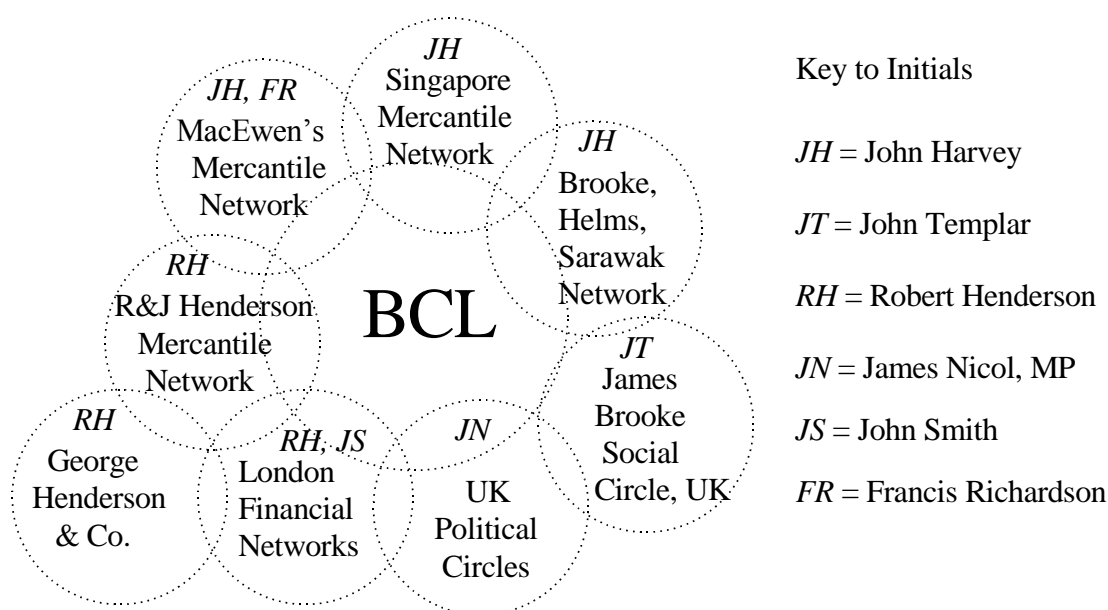 JH
Singapore
Mercantile
Network
JH, FR
MacEwen’s
Mercantile
Network
JH
Brooke,
Helms,
Sarawak
Network
RH
R&J Henderson
Mercantile
Network
BCL
JT
James
Brooke
Social
Circle, UK
RH
George
Henderson
& Co.
RH, JS
London
Financial
Networks
JN
UK
Political
Circles
Key to Initials
JH = John Harvey
JT = John Templar
RH = Robert Henderson
JN = James Nicol, MP
JS = John Smith
FR = Francis Richardson